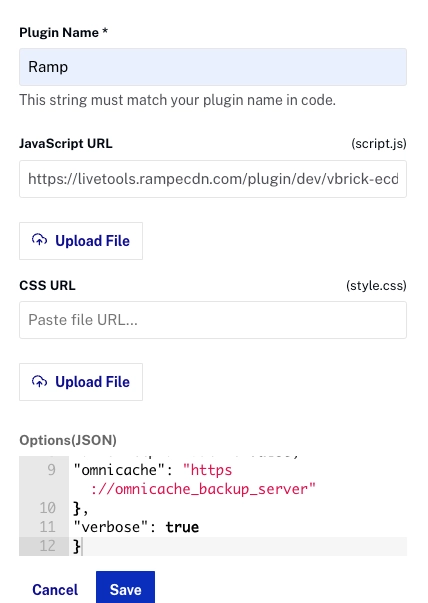 Plugin Name *
Ramp
This string must match your plugin name in code.
JavaScript URL (script.js)
https://livetools.rampecdn.com/plugin/dev/vbrick-ecd
Upload File
CSS URL (style.css)
Paste file URL...
Upload File
Options(JSON)
9 "omnicache": "https
://omnicache_backup_server"
10 },
11 "verbose": true
12 }
Cancel Save